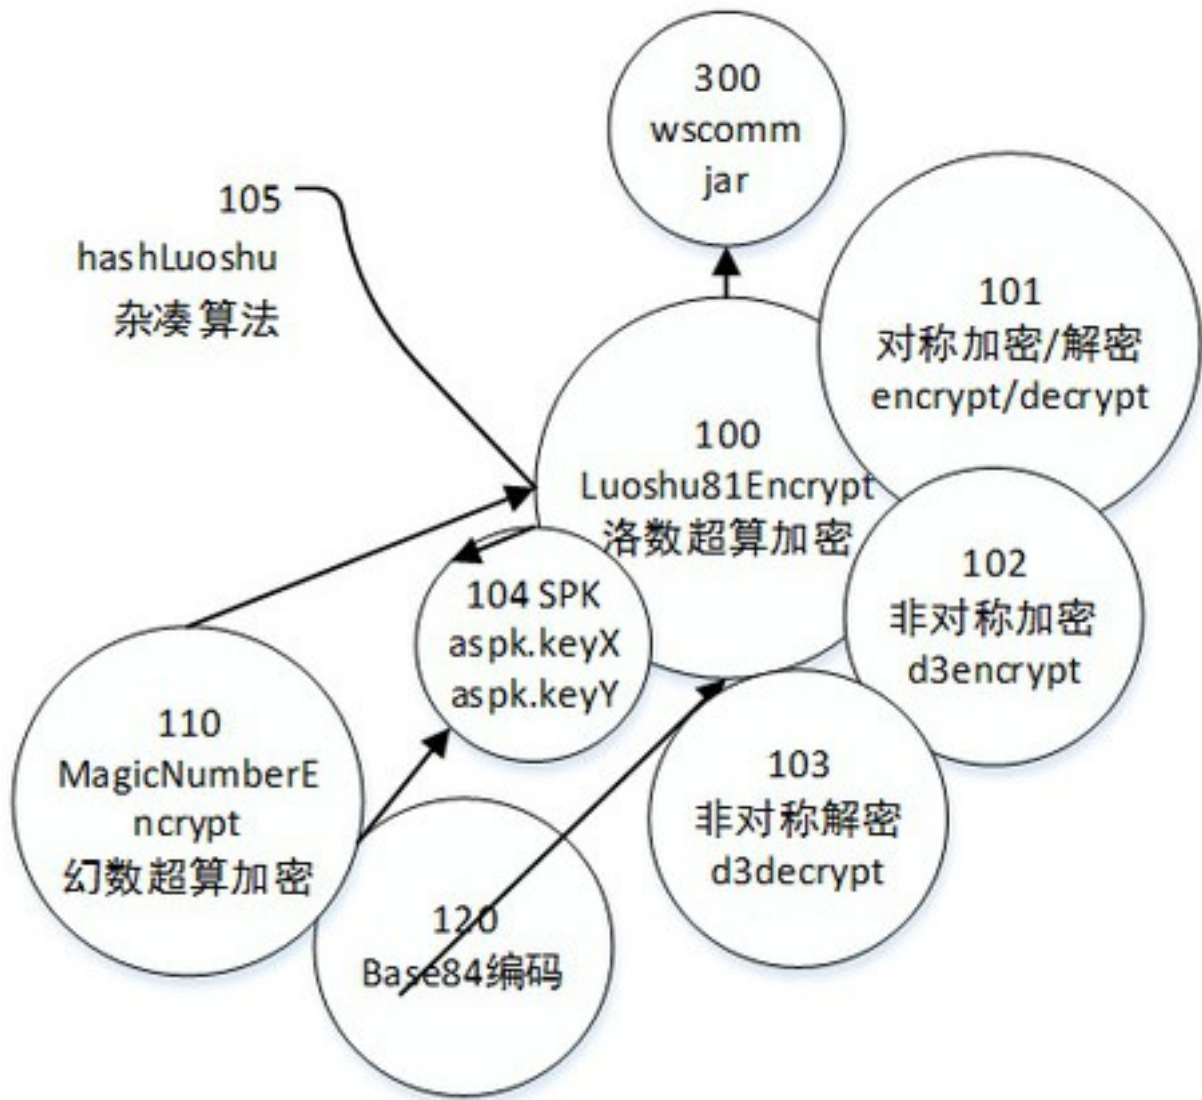 300
wscomm
jar
105
hashLuoshu
杂凑算法
101
对称加密/解密
encrypt/decrypt
100
Luoshu81Encrypt
洛数超算加密
102
非对称加密
d3encrypt
104 SPK
aspk.keyX
aspk.keyY
110
MagicNumberE
ncrypt
幻数超算加密
103
非对称解密
d3decrypt
120
Base84编码